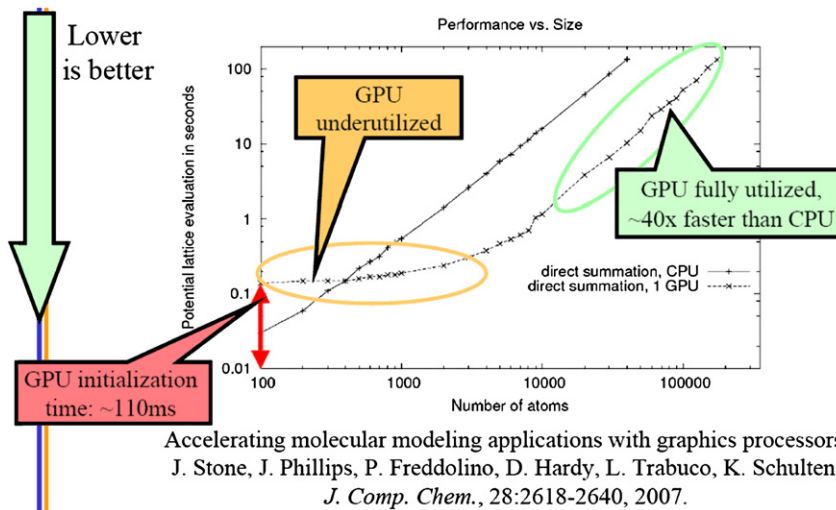 Lower
is better
Performance vs. Size
Potential lattice evaluation in seconds
100
10
1
0.1
0.01
100
1000
10000
100000
Number of atoms
GPU
underutilized
GPU fully utilized,
~40x faster than CPU
direct summation, CPU
direct summation, 1 GPU
GPU initialization
time: ~110ms
Accelerating molecular modeling applications with graphics processors
J. Stone, J. Phillips, P. Freddolino, D. Hardy, L. Trabuco, K. Schulten
J. Comp. Chem., 28:2618-2640, 2007.